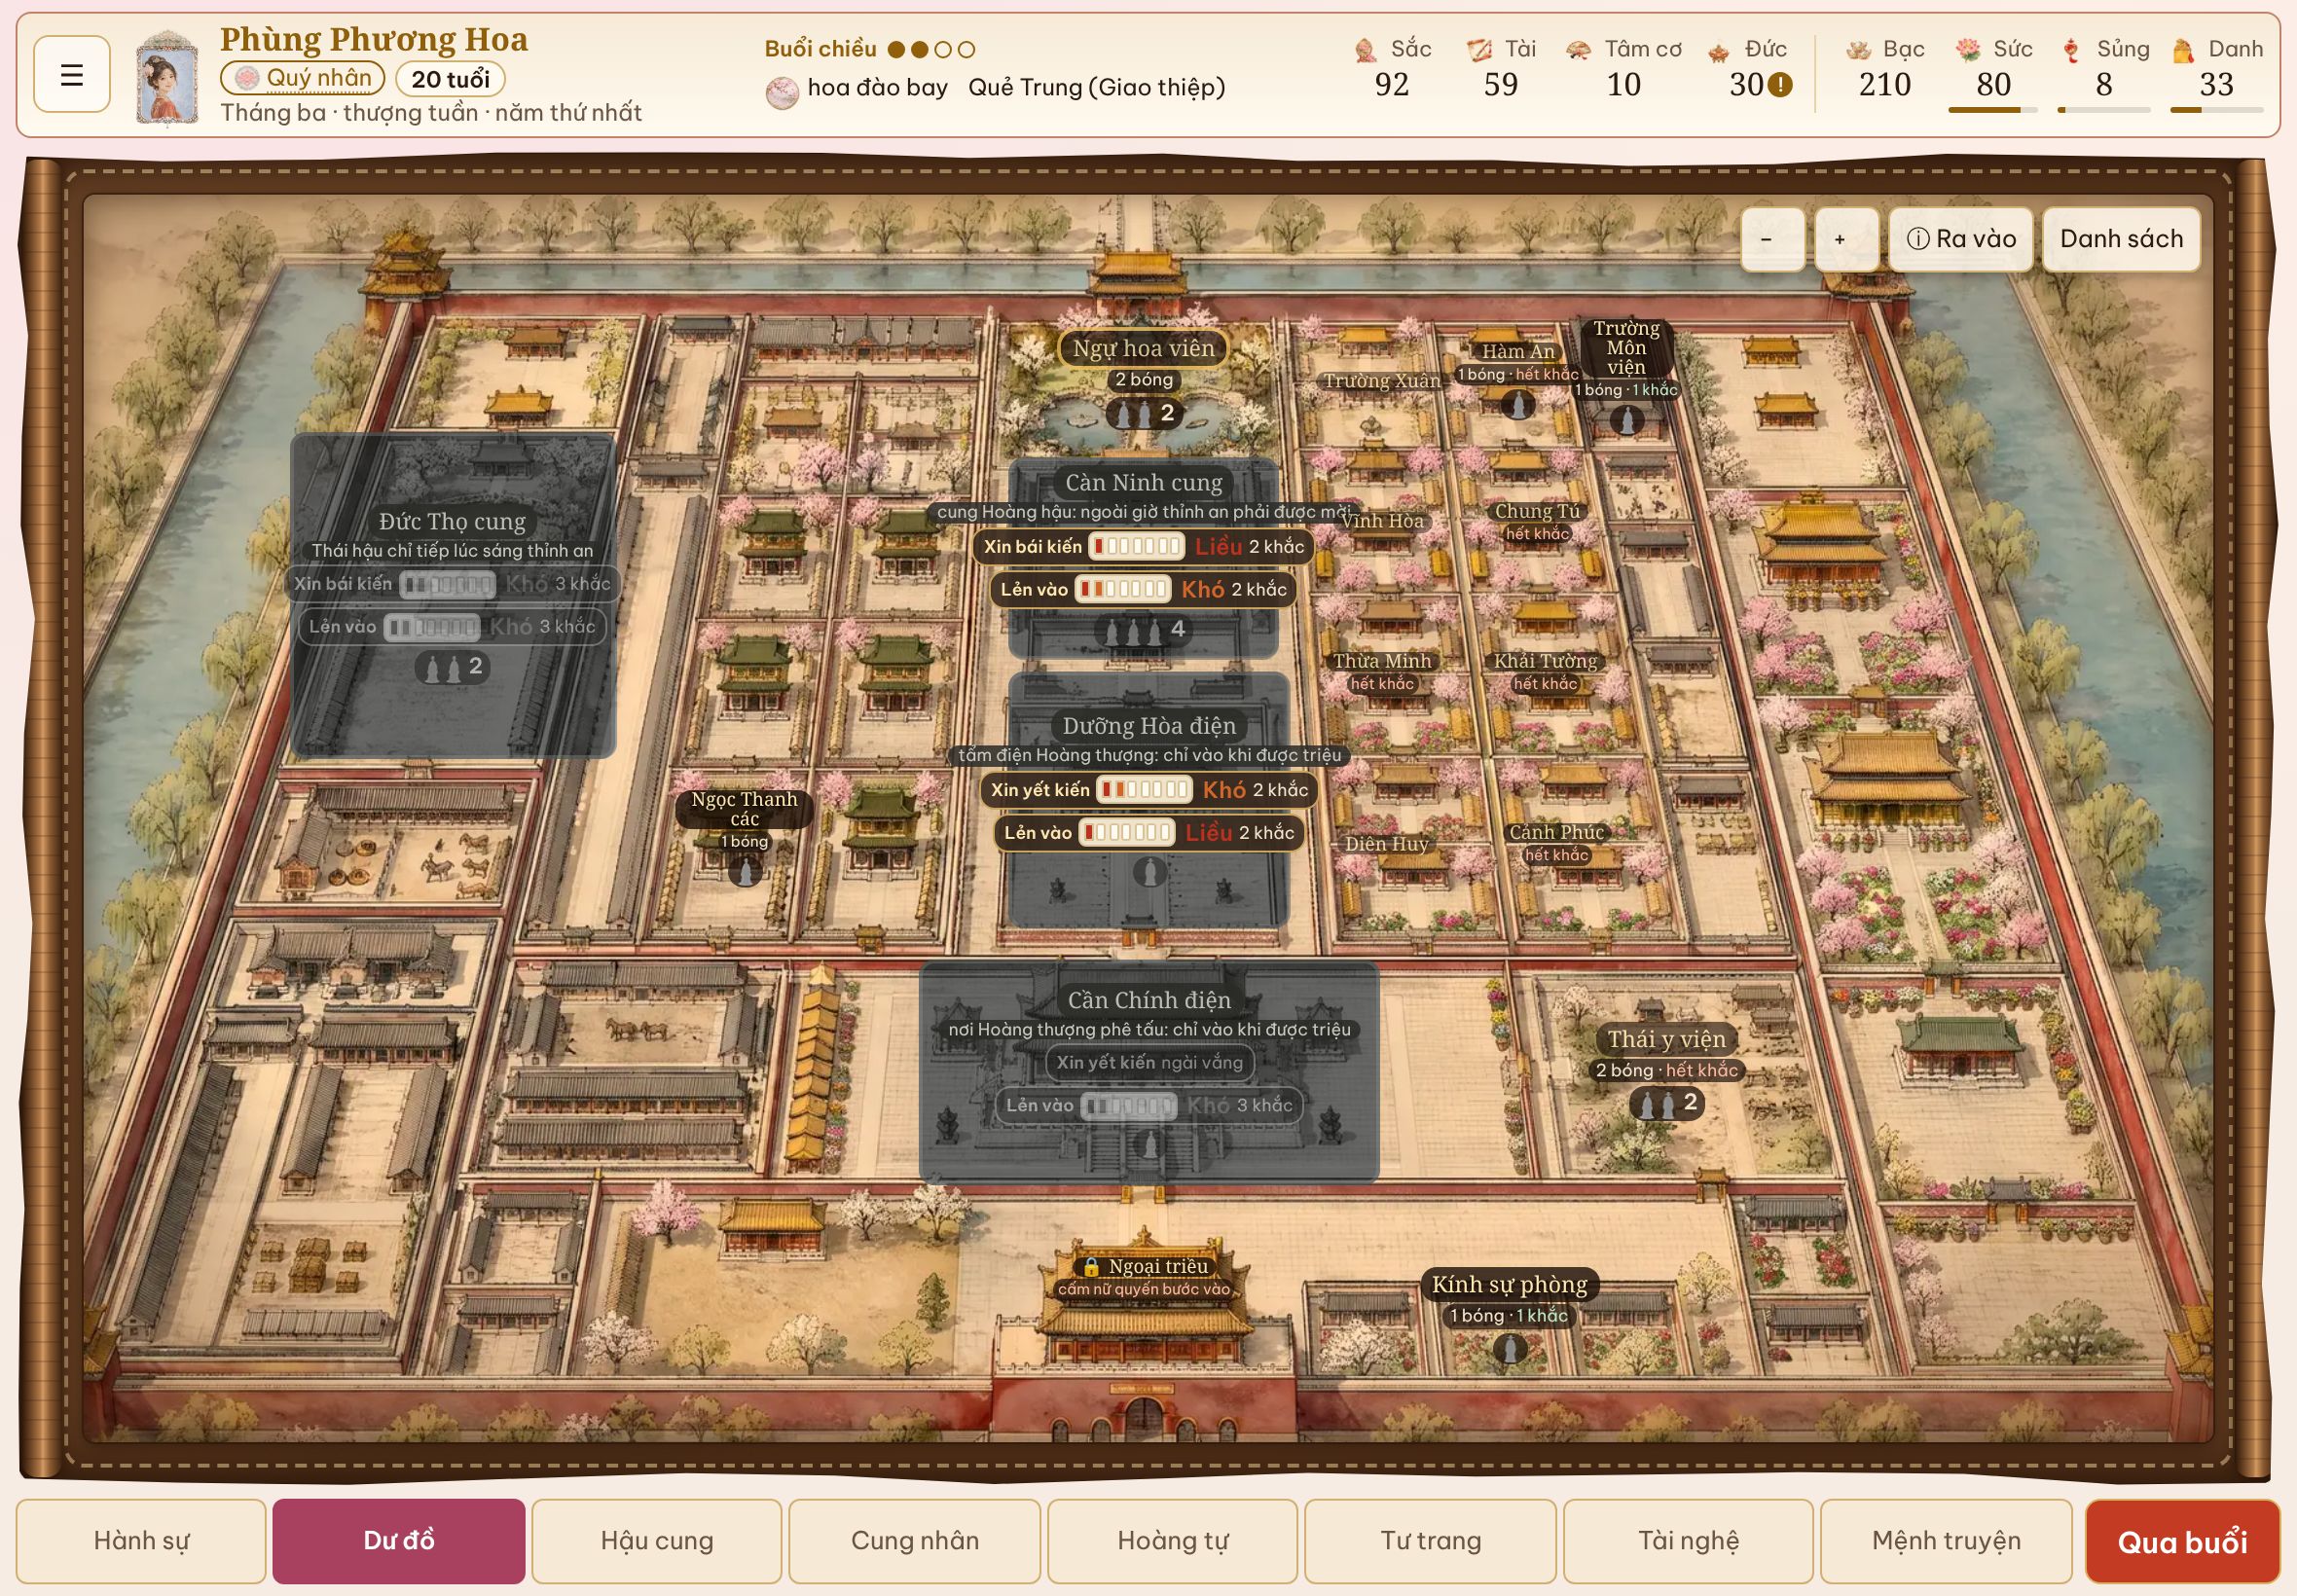 ☰
Phùng Phương Hoa
Quý nhân
20 tuổi
Tháng ba · thượng tuần · năm thứ nhất
Buổi chiều
hoa đào bay Quẻ Trung (Giao thiệp)
Sắc 92
Tài 59
Tâm cơ 10
Đức 30 !
Bạc 210
Sức 80
Sủng 8
Danh 33
−
+
ⓘ Ra vào
Danh sách
Ngự hoa viên
2 bóng
2
Trường Xuân
Hàm An
1 bóng · hết khắc
Trường Môn viện
1 bóng · 1 khắc
Đức Thọ cung
Thái hậu chỉ tiếp lúc sáng thỉnh an
Xin bái kiến Khó 3 khắc
Lẻn vào Khó 3 khắc
2
Càn Ninh cung
cung Hoàng hậu: ngoài giờ thỉnh an phải được mời
Xin bái kiến Liều 2 khắc
Lẻn vào Khó 2 khắc
4
Vĩnh Hòa
Chung Tú
hết khắc
Thừa Minh
hết khắc
Khải Tường
hết khắc
Dưỡng Hòa điện
tẩm điện Hoàng thượng: chỉ vào khi được triệu
Xin yết kiến Khó 2 khắc
Lẻn vào Liều 2 khắc
Ngọc Thanh các
1 bóng
Diên Huy
Cảnh Phúc
hết khắc
Cần Chính điện
nơi Hoàng thượng phê tấu: chỉ vào khi được triệu
Xin yết kiến ngài vắng
Lẻn vào Khó 3 khắc
Thái y viện
2 bóng · hết khắc
2
🔒 Ngoại triều
cấm nữ quyến bước vào
Kính sự phòng
1 bóng · 1 khắc
Hành sự
Dư đồ
Hậu cung
Cung nhân
Hoàng tự
Tư trang
Tài nghệ
Mệnh truyện
Qua buổi